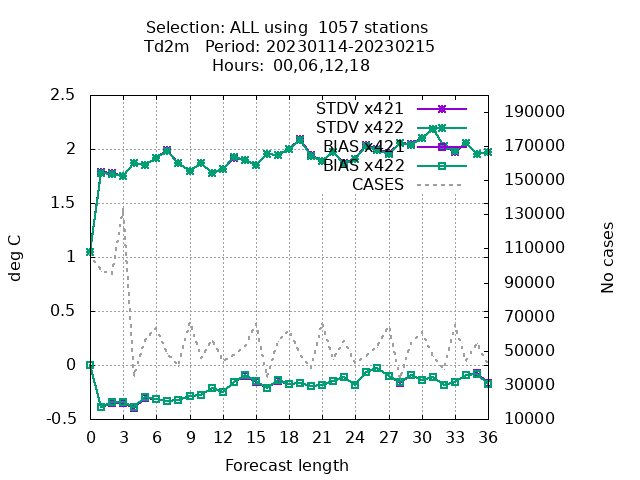 Selection: ALL using  1057 stations
Td2m   Period: 20230114-20230215
Hours:  00,06,12,18
STDV x421
STDV x422
BIAS x421
BIAS x422
CASES
2.5
2
1.5
1
0.5
0
-0.5
deg C
190000
170000
150000
130000
110000
90000
70000
50000
30000
10000
No cases
0 3 6 9 12 15 18 21 24 27 30 33 36
Forecast length